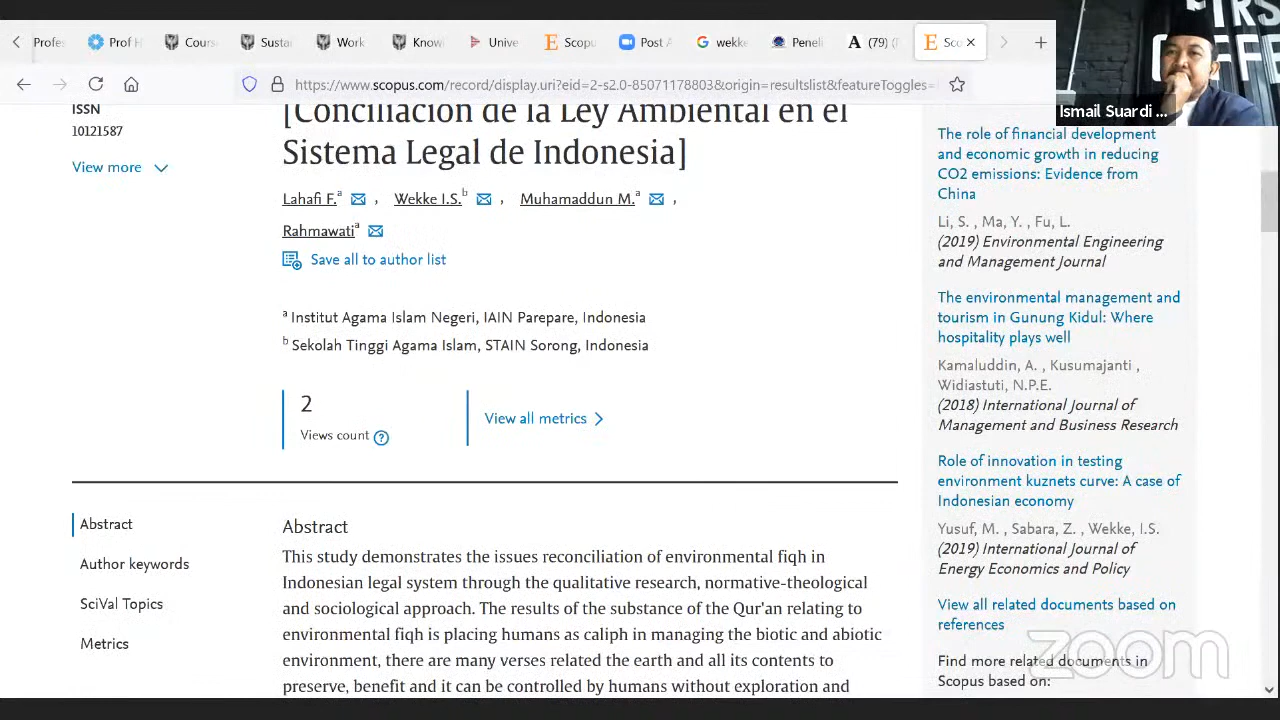 Profes
Prof H
Cours
Susta
Work
Know
Unive
Scopu
Post A
wekke
Peneli
(79) (
Sco
https://www.scopus.com/record/display.uri?eid=2-s2.0-85071178803&origin=resultslist&featureToggles=
Ismail Suardi ...
ISSN
10121587
View more
[Conciliación de la Ley Ambiental en el
Sistema Legal de Indonesia]
Lahafi F.a , Wekke I.S.b , Muhamaddun M.a ,
Rahmawatia
Save all to author list
a Institut Agama Islam Negeri, IAIN Parepare, Indonesia
b Sekolah Tinggi Agama Islam, STAIN Sorong, Indonesia
2
Views count
View all metrics
Abstract
Author keywords
SciVal Topics
Metrics
Abstract
This study demonstrates the issues reconciliation of environmental fiqh in
Indonesian legal system through the qualitative research, normative-theological
and sociological approach. The results of the substance of the Qur'an relating to
environmental fiqh is placing humans as caliph in managing the biotic and abiotic
environment, there are many verses related the earth and all its contents to
preserve, benefit and it can be controlled by humans without exploration and
The role of financial development
and economic growth in reducing
CO2 emissions: Evidence from
China
Li, S. , Ma, Y. , Fu, L.
(2019) Environmental Engineering
and Management Journal
The environmental management and
tourism in Gunung Kidul: Where
hospitality plays well
Kamaluddin, A. , Kusumajanti ,
Widiastuti, N.P.E.
(2018) International Journal of
Management and Business Research
Role of innovation in testing
environment kuznets curve: A case of
Indonesian economy
Yusuf, M. , Sabara, Z. , Wekke, I.S.
(2019) International Journal of
Energy Economics and Policy
View all related documents based on
references
Find more related documents in
Scopus based on:
zoom